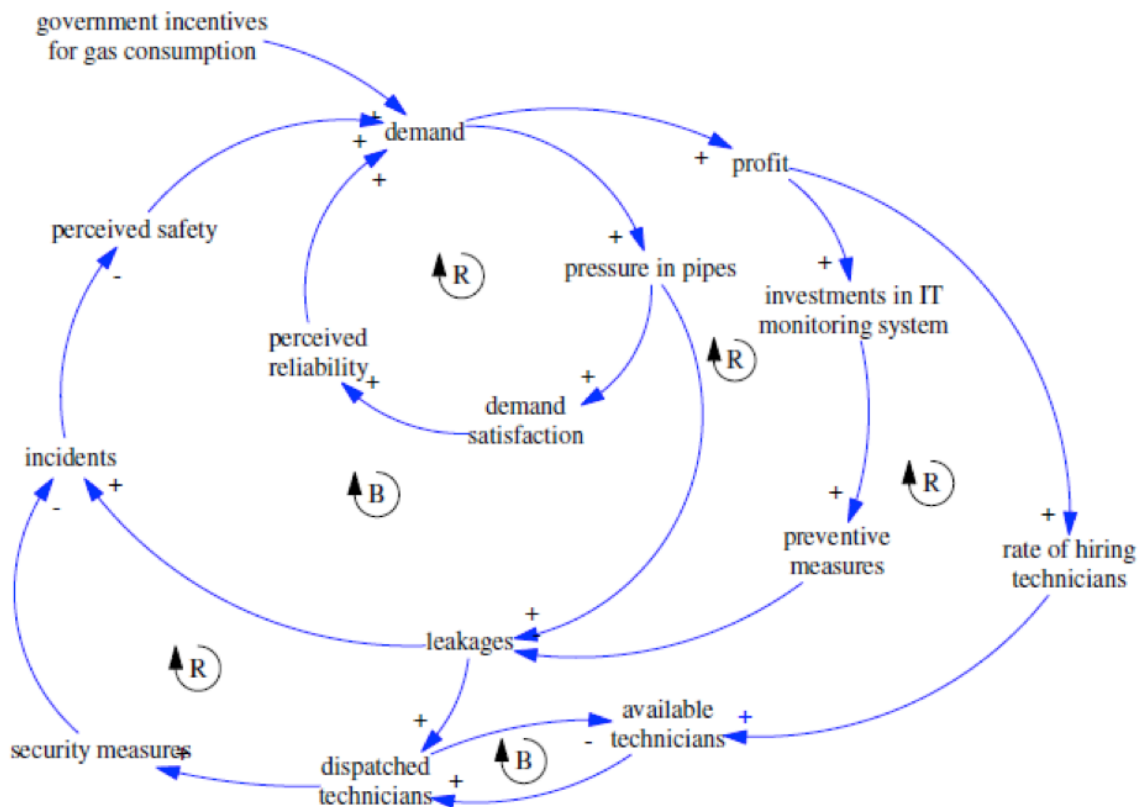 government incentives
for gas consumption
demand
profit
perceived safety
pressure in pipes
investments in IT
monitoring system
perceived
reliability
demand
satisfaction
incidents
preventive
measures
rate of hiring
technicians
leakages
available
technicians
security measures
dispatched
technicians
+
+
+
+
+
+
+
+
+
-
+
-
+
+
+
+
+
+
-
+
R
R
B
R
R
B